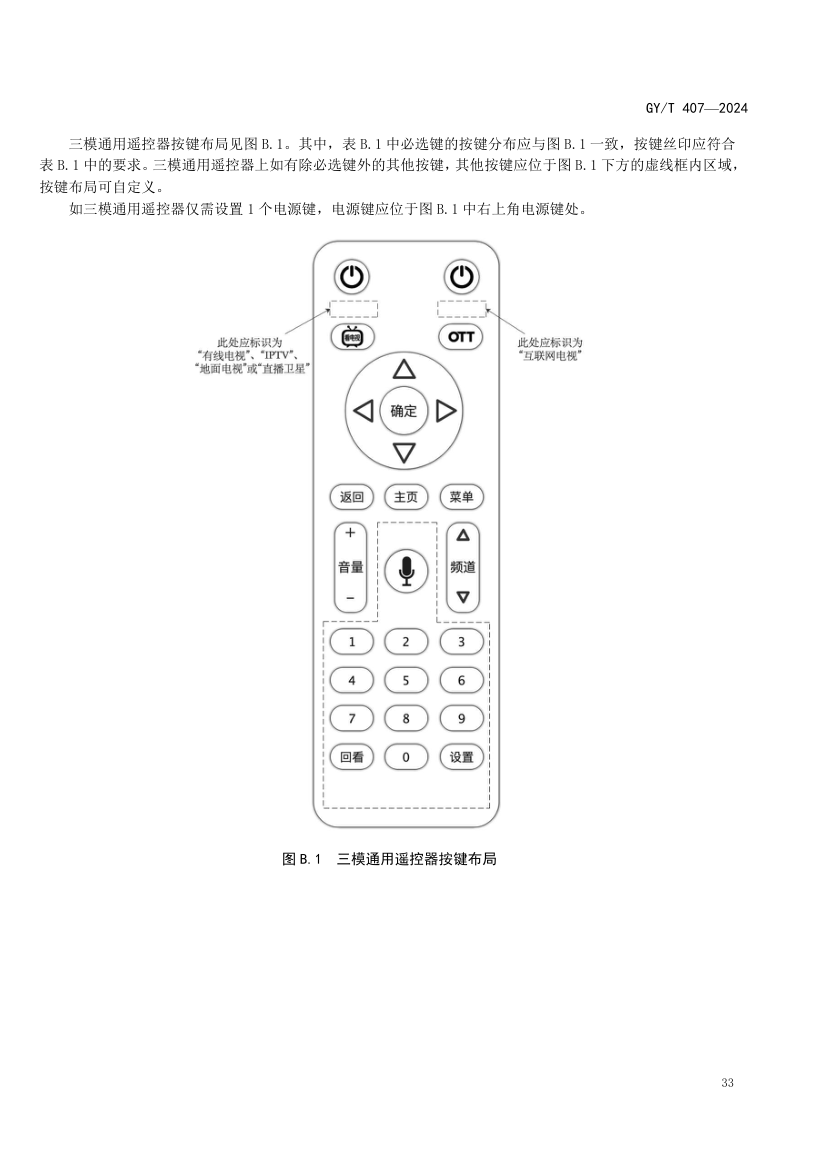 GY/T 407—2024
三模通用遥控器按键布局见图 B.1。其中，表 B.1 中必选键的按键分布应与图 B.1 一致，按键丝印应符合
表 B.1 中的要求。三模通用遥控器上如有除必选键外的其他按键，其他按键应位于图 B.1 下方的虚线框内区域，
按键布局可自定义。
如三模通用遥控器仅需设置 1 个电源键，电源键应位于图 B.1 中右上角电源键处。
此处应标识为
“有线电视”、“IPTV”、
“地面电视”或“直播卫星”
看电视
OTT
此处应标识为
“互联网电视”
确定
返回 主页 菜单
+
音量
−
频道
1 2 3
4 5 6
7 8 9
回看 0 设置
图 B.1 三模通用遥控器按键布局
33